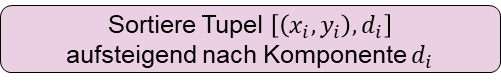 Sortiere Tupel [(xᵢ, yᵢ), dᵢ]
aufsteigend nach Komponente dᵢ